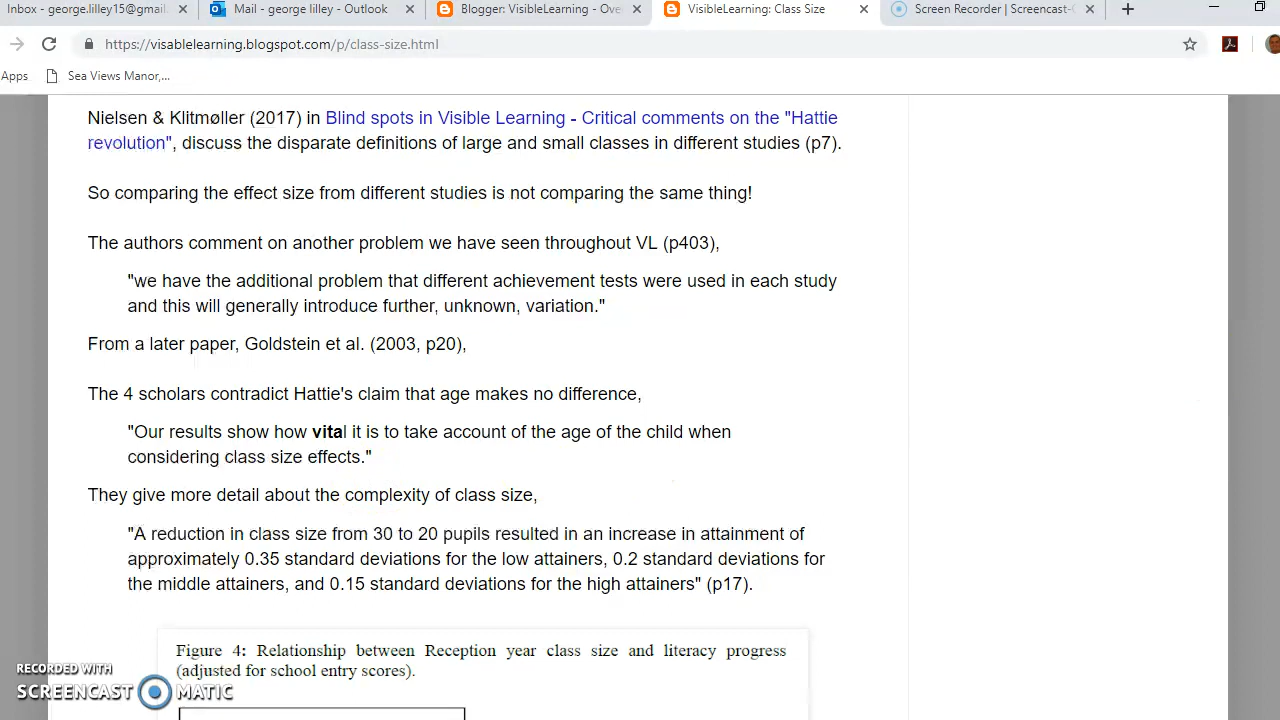 Inbox - george.lilley15@gmail
Mail - george lilley - Outlook
Blogger: VisibleLearning - Ove
VisibleLearning: Class Size
Screen Recorder | Screencast-O
https://visablelearning.blogspot.com/p/class-size.html
Apps
Sea Views Manor,...
Nielsen & Klitmøller (2017) in Blind spots in Visible Learning - Critical comments on the "Hattie
revolution", discuss the disparate definitions of large and small classes in different studies (p7).
So comparing the effect size from different studies is not comparing the same thing!
The authors comment on another problem we have seen throughout VL (p403),
"we have the additional problem that different achievement tests were used in each study
and this will generally introduce further, unknown, variation."
From a later paper, Goldstein et al. (2003, p20),
The 4 scholars contradict Hattie's claim that age makes no difference,
"Our results show how vital it is to take account of the age of the child when
considering class size effects."
They give more detail about the complexity of class size,
"A reduction in class size from 30 to 20 pupils resulted in an increase in attainment of
approximately 0.35 standard deviations for the low attainers, 0.2 standard deviations for
the middle attainers, and 0.15 standard deviations for the high attainers" (p17).
Figure 4: Relationship between Reception year class size and literacy progress
(adjusted for school entry scores).
RECORDED WITH
SCREENCAST MATIC